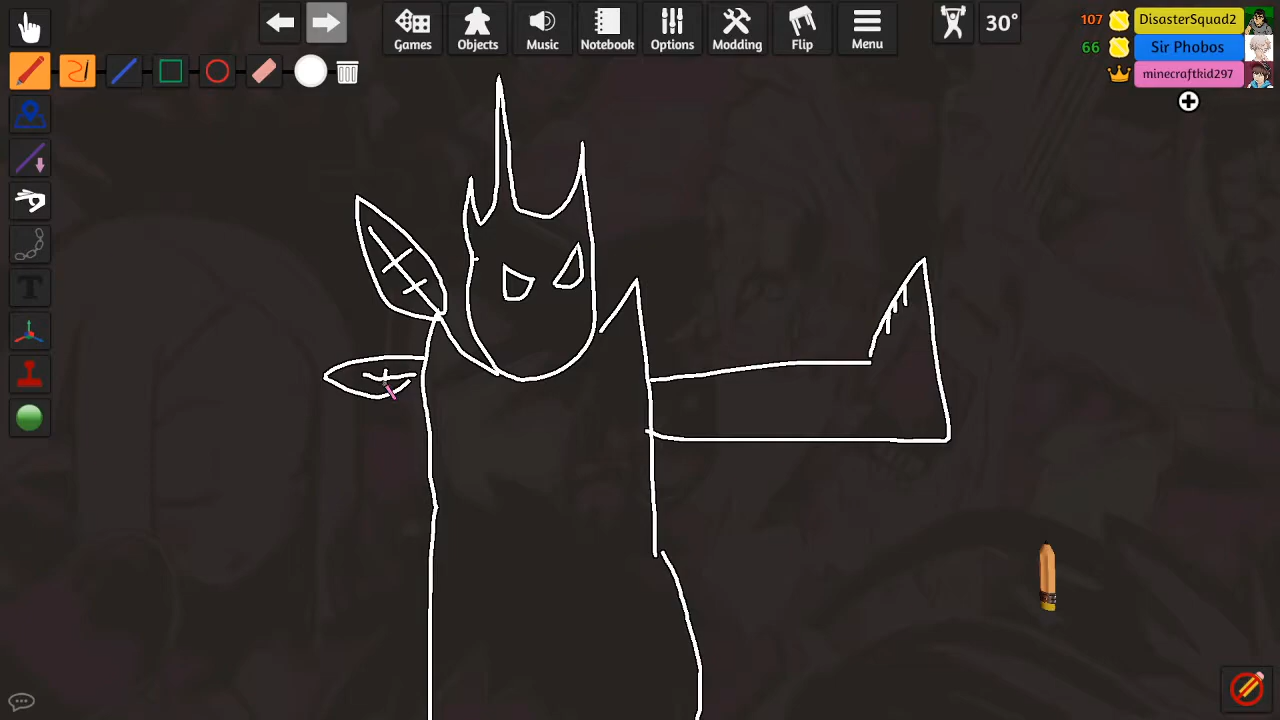 Games Objects Music Notebook Options Modding Flip Menu 30°
107 DisasterSquad2
66 Sir Phobos
minecraftkid297
T